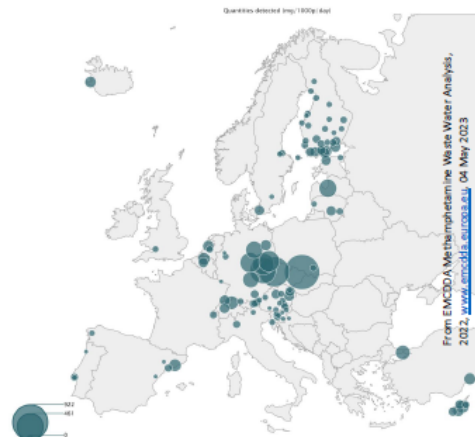 Quantities detected (mg/1000p/day)
From EMCDDA Methamphetamine Waste Water Analysis,
2022, www.emcdda.europa.eu, 04 May 2023
0